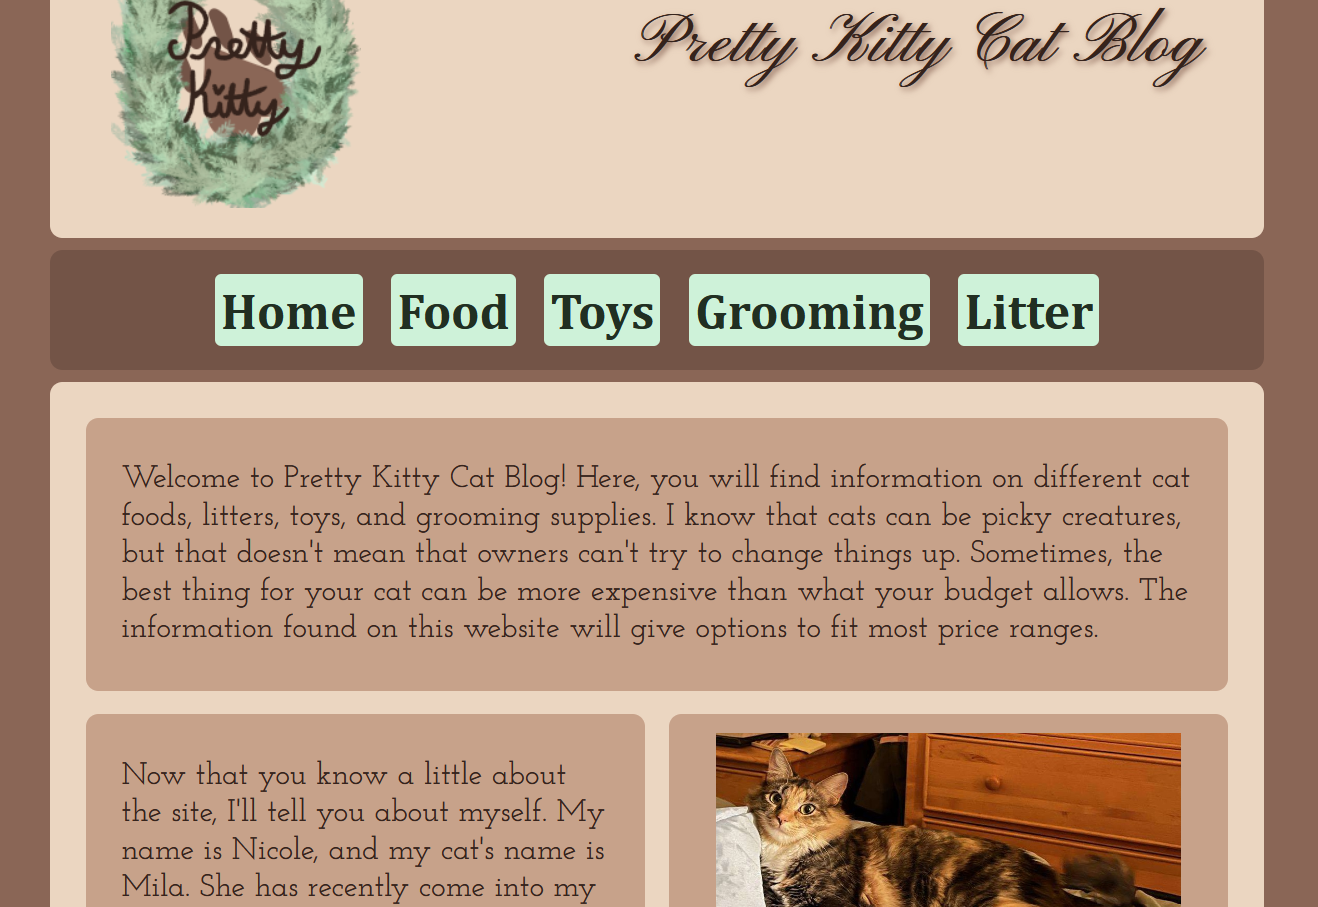 Pretty
Kitty
Pretty Kitty Cat Blog
Home Food Toys Grooming Litter
Welcome to Pretty Kitty Cat Blog! Here, you will find information on different cat
foods, litters, toys, and grooming supplies. I know that cats can be picky creatures,
but that doesn't mean that owners can't try to change things up. Sometimes, the
best thing for your cat can be more expensive than what your budget allows. The
information found on this website will give options to fit most price ranges.
Now that you know a little about
the site, I'll tell you about myself. My
name is Nicole, and my cat's name is
Mila. She has recently come into my